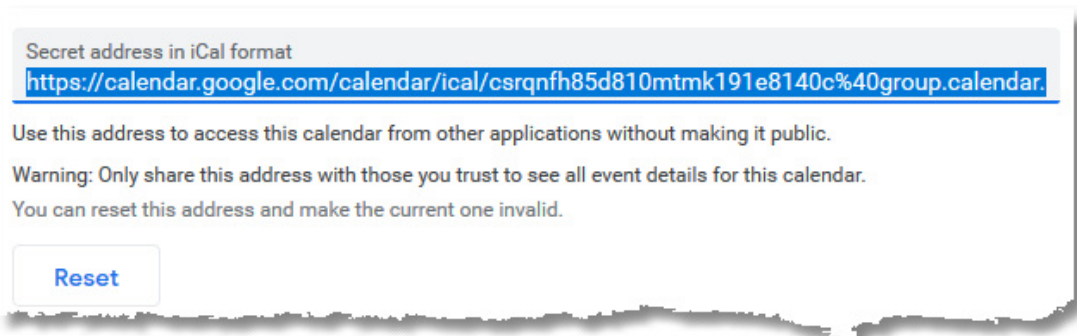 Secret address in iCal format
https://calendar.google.com/calendar/ical/csrqnfh85d810mtmk191e8140c%40group.calendar.
Use this address to access this calendar from other applications without making it public.
Warning: Only share this address with those you trust to see all event details for this calendar.
You can reset this address and make the current one invalid.
Reset